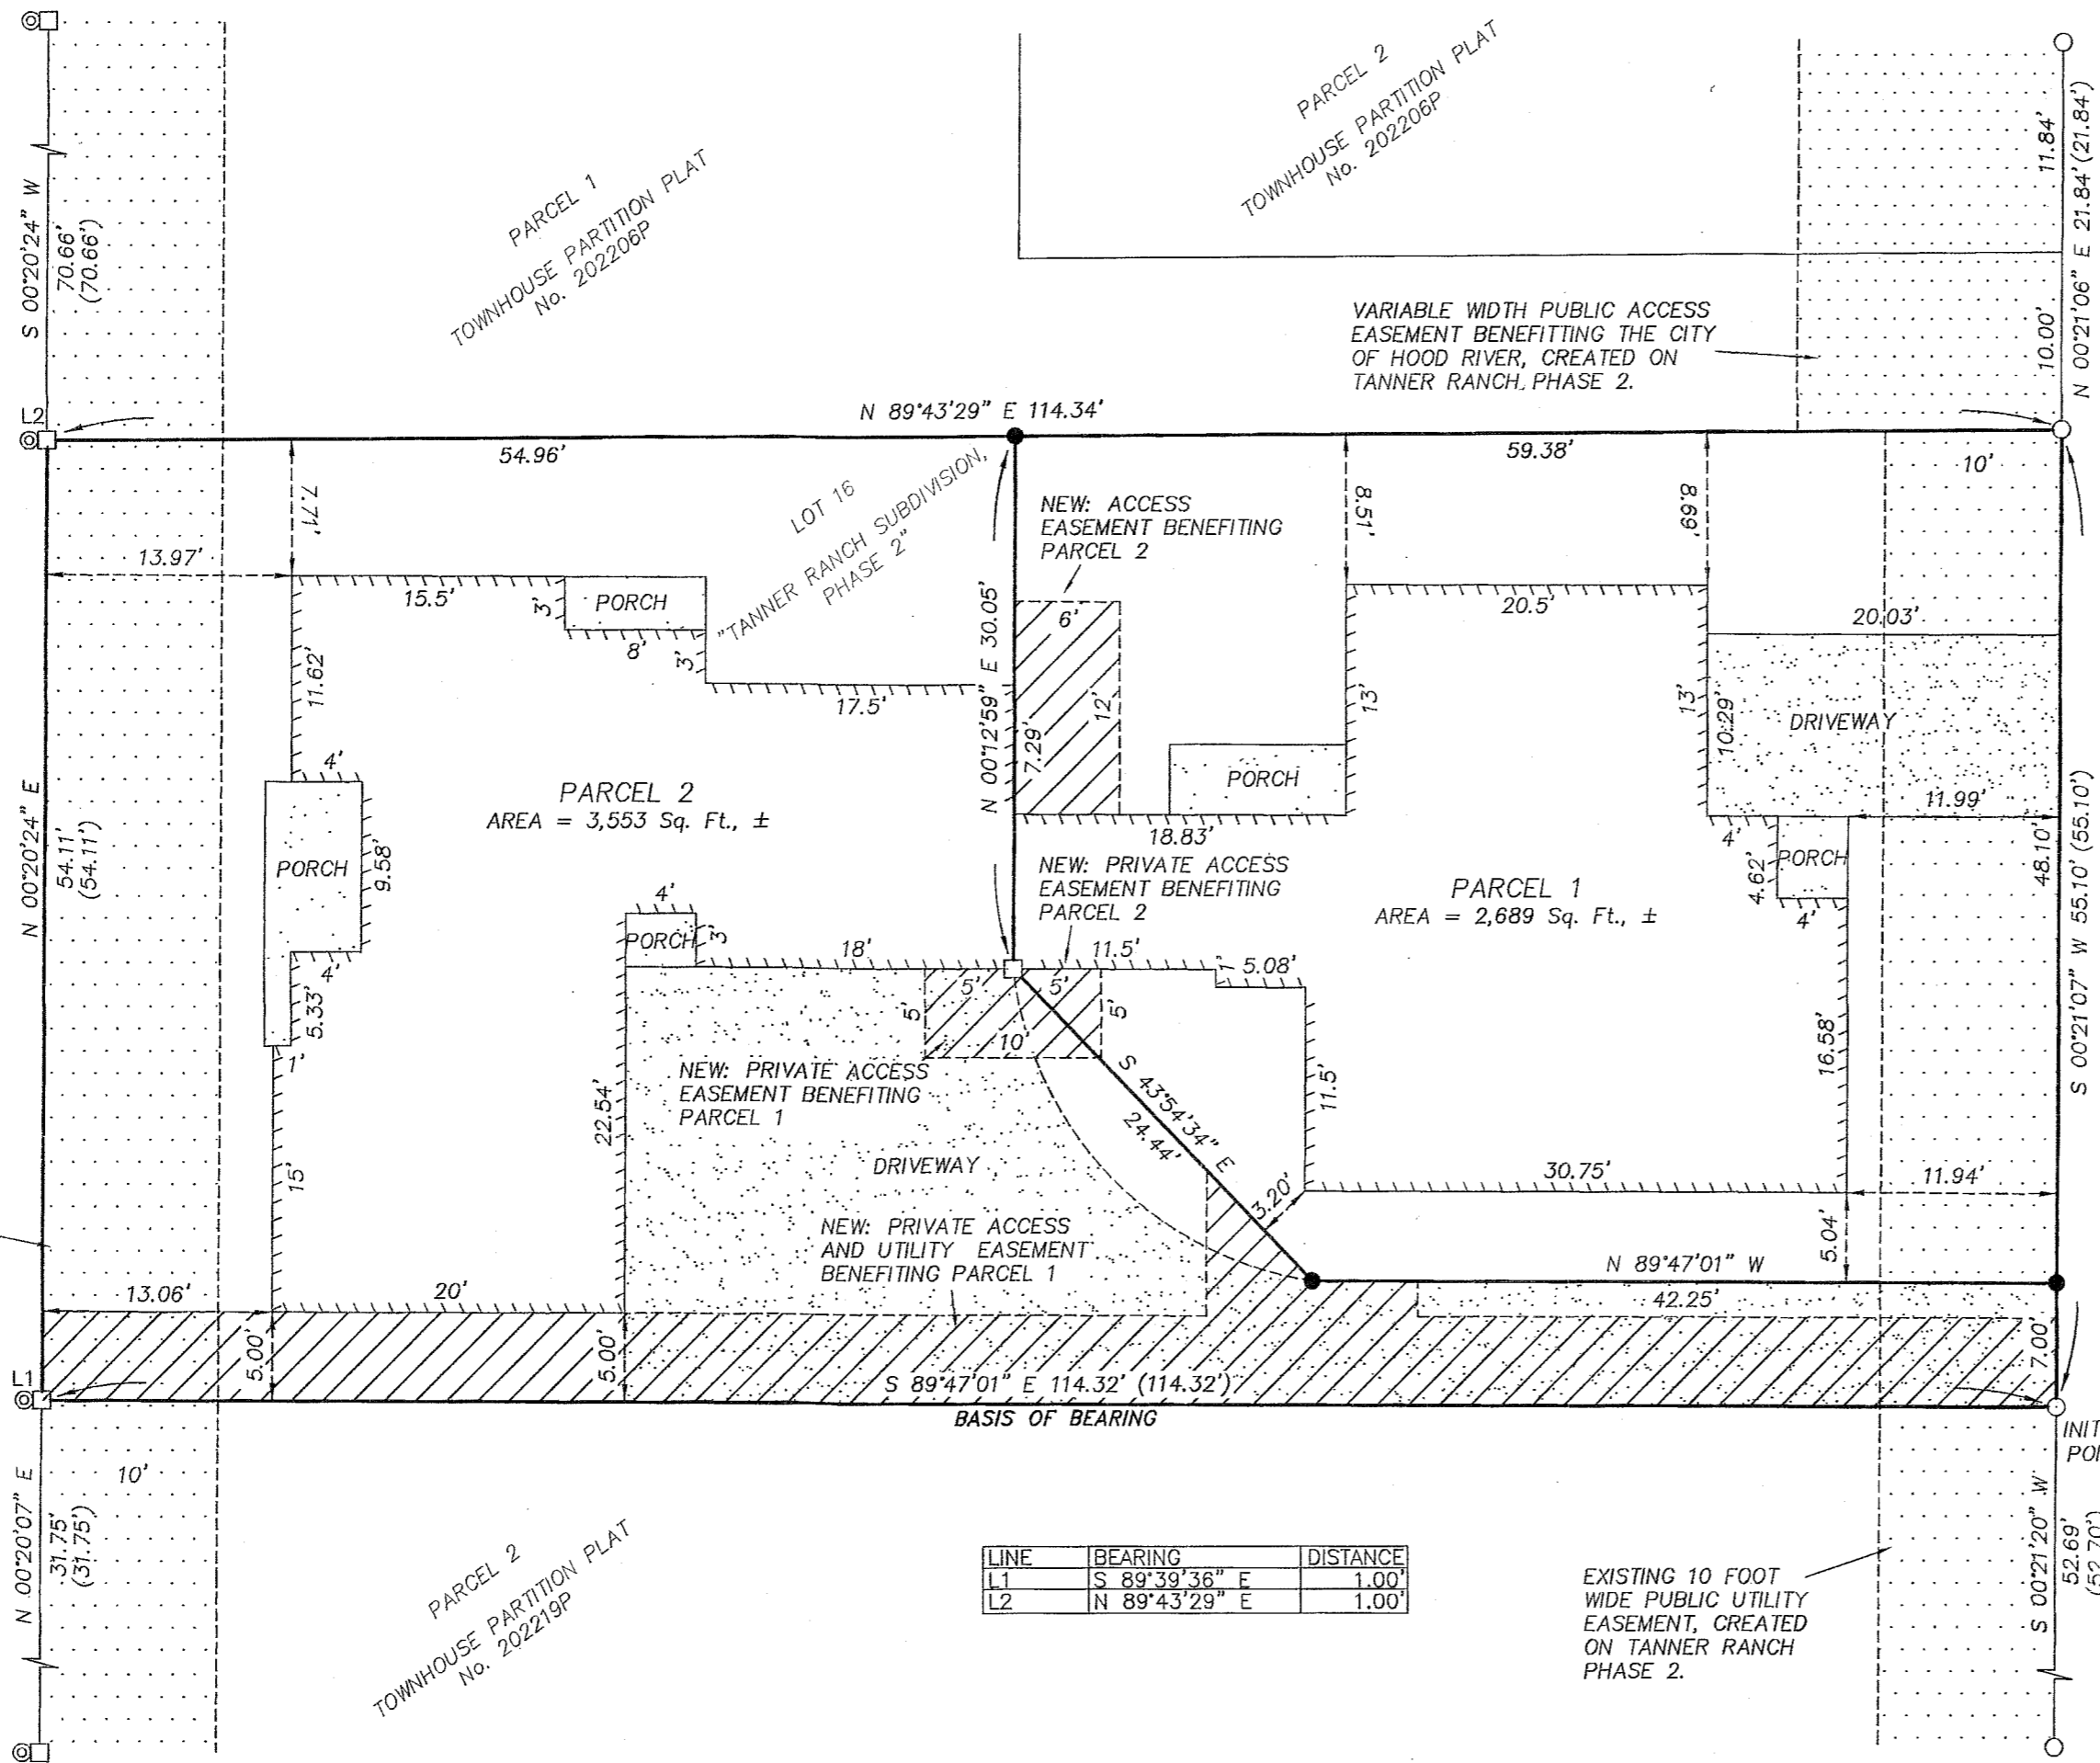 S 00°20'24" W
70.66'
(70.66')
PARCEL 1
TOWNHOUSE PARTITION PLAT
No. 202206P
PARCEL 2
TOWNHOUSE PARTITION PLAT
No. 202206P
11.84'
10.00'
N 00°21'06" E 21.84' (21.84')
VARIABLE WIDTH PUBLIC ACCESS
EASEMENT BENEFITTING THE CITY
OF HOOD RIVER, CREATED ON
TANNER RANCH, PHASE 2.
L2
N 89°43'29" E 114.34'
54.96'
59.38'
10'
7.71'
13.97'
LOT 16
"TANNER RANCH SUBDIVISION,
PHASE 2"
NEW: ACCESS
EASEMENT BENEFITING
PARCEL 2
8.51'
8.69'
15.5'
3'
PORCH
8'
3'
17.5'
11.62'
N 00°12'59" E 30.05'
6'
12'
7.29'
20.5'
13'
13'
10.29'
20.03'
DRIVEWAY
PORCH
18.83'
11.99'
4'
PARCEL 2
AREA = 3,553 Sq. Ft., ±
PORCH
9.58'
4'
5.33'
1'
15'
N 00°20'24" E
54.11'
(54.11')
NEW: PRIVATE ACCESS
EASEMENT BENEFITING
PARCEL 2
PARCEL 1
AREA = 2,689 Sq. Ft., ±
4'
4.62'
PORCH
4'
48.10'
S 00°21'07" W 55.10' (55.10')
4'
PORCH
3'
18'
11.5'
1'
5.08'
5'
5'
5'
5'
10'
NEW: PRIVATE ACCESS
EASEMENT BENEFITING
PARCEL 1
22.54'
S 43°54'34" E
24.44'
11.5'
16.58'
DRIVEWAY
3.20'
30.75'
11.94'
5.04'
NEW: PRIVATE ACCESS
AND UTILITY EASEMENT
BENEFITING PARCEL 1
N 89°47'01" W
42.25'
13.06'
20'
5.00'
5.00'
7.00'
L1
S 89°47'01" E 114.32' (114.32')
BASIS OF BEARING
10'
N 00°20'07" E
31.75'
(31.75')
PARCEL 2
TOWNHOUSE PARTITION PLAT
No. 202219P
LINE BEARING DISTANCE
L1 S 89°39'36" E 1.00'
L2 N 89°43'29" E 1.00'
EXISTING 10 FOOT
WIDE PUBLIC UTILITY
EASEMENT, CREATED
ON TANNER RANCH
PHASE 2.
S 00°21'20" W
52.69'
(52.70')